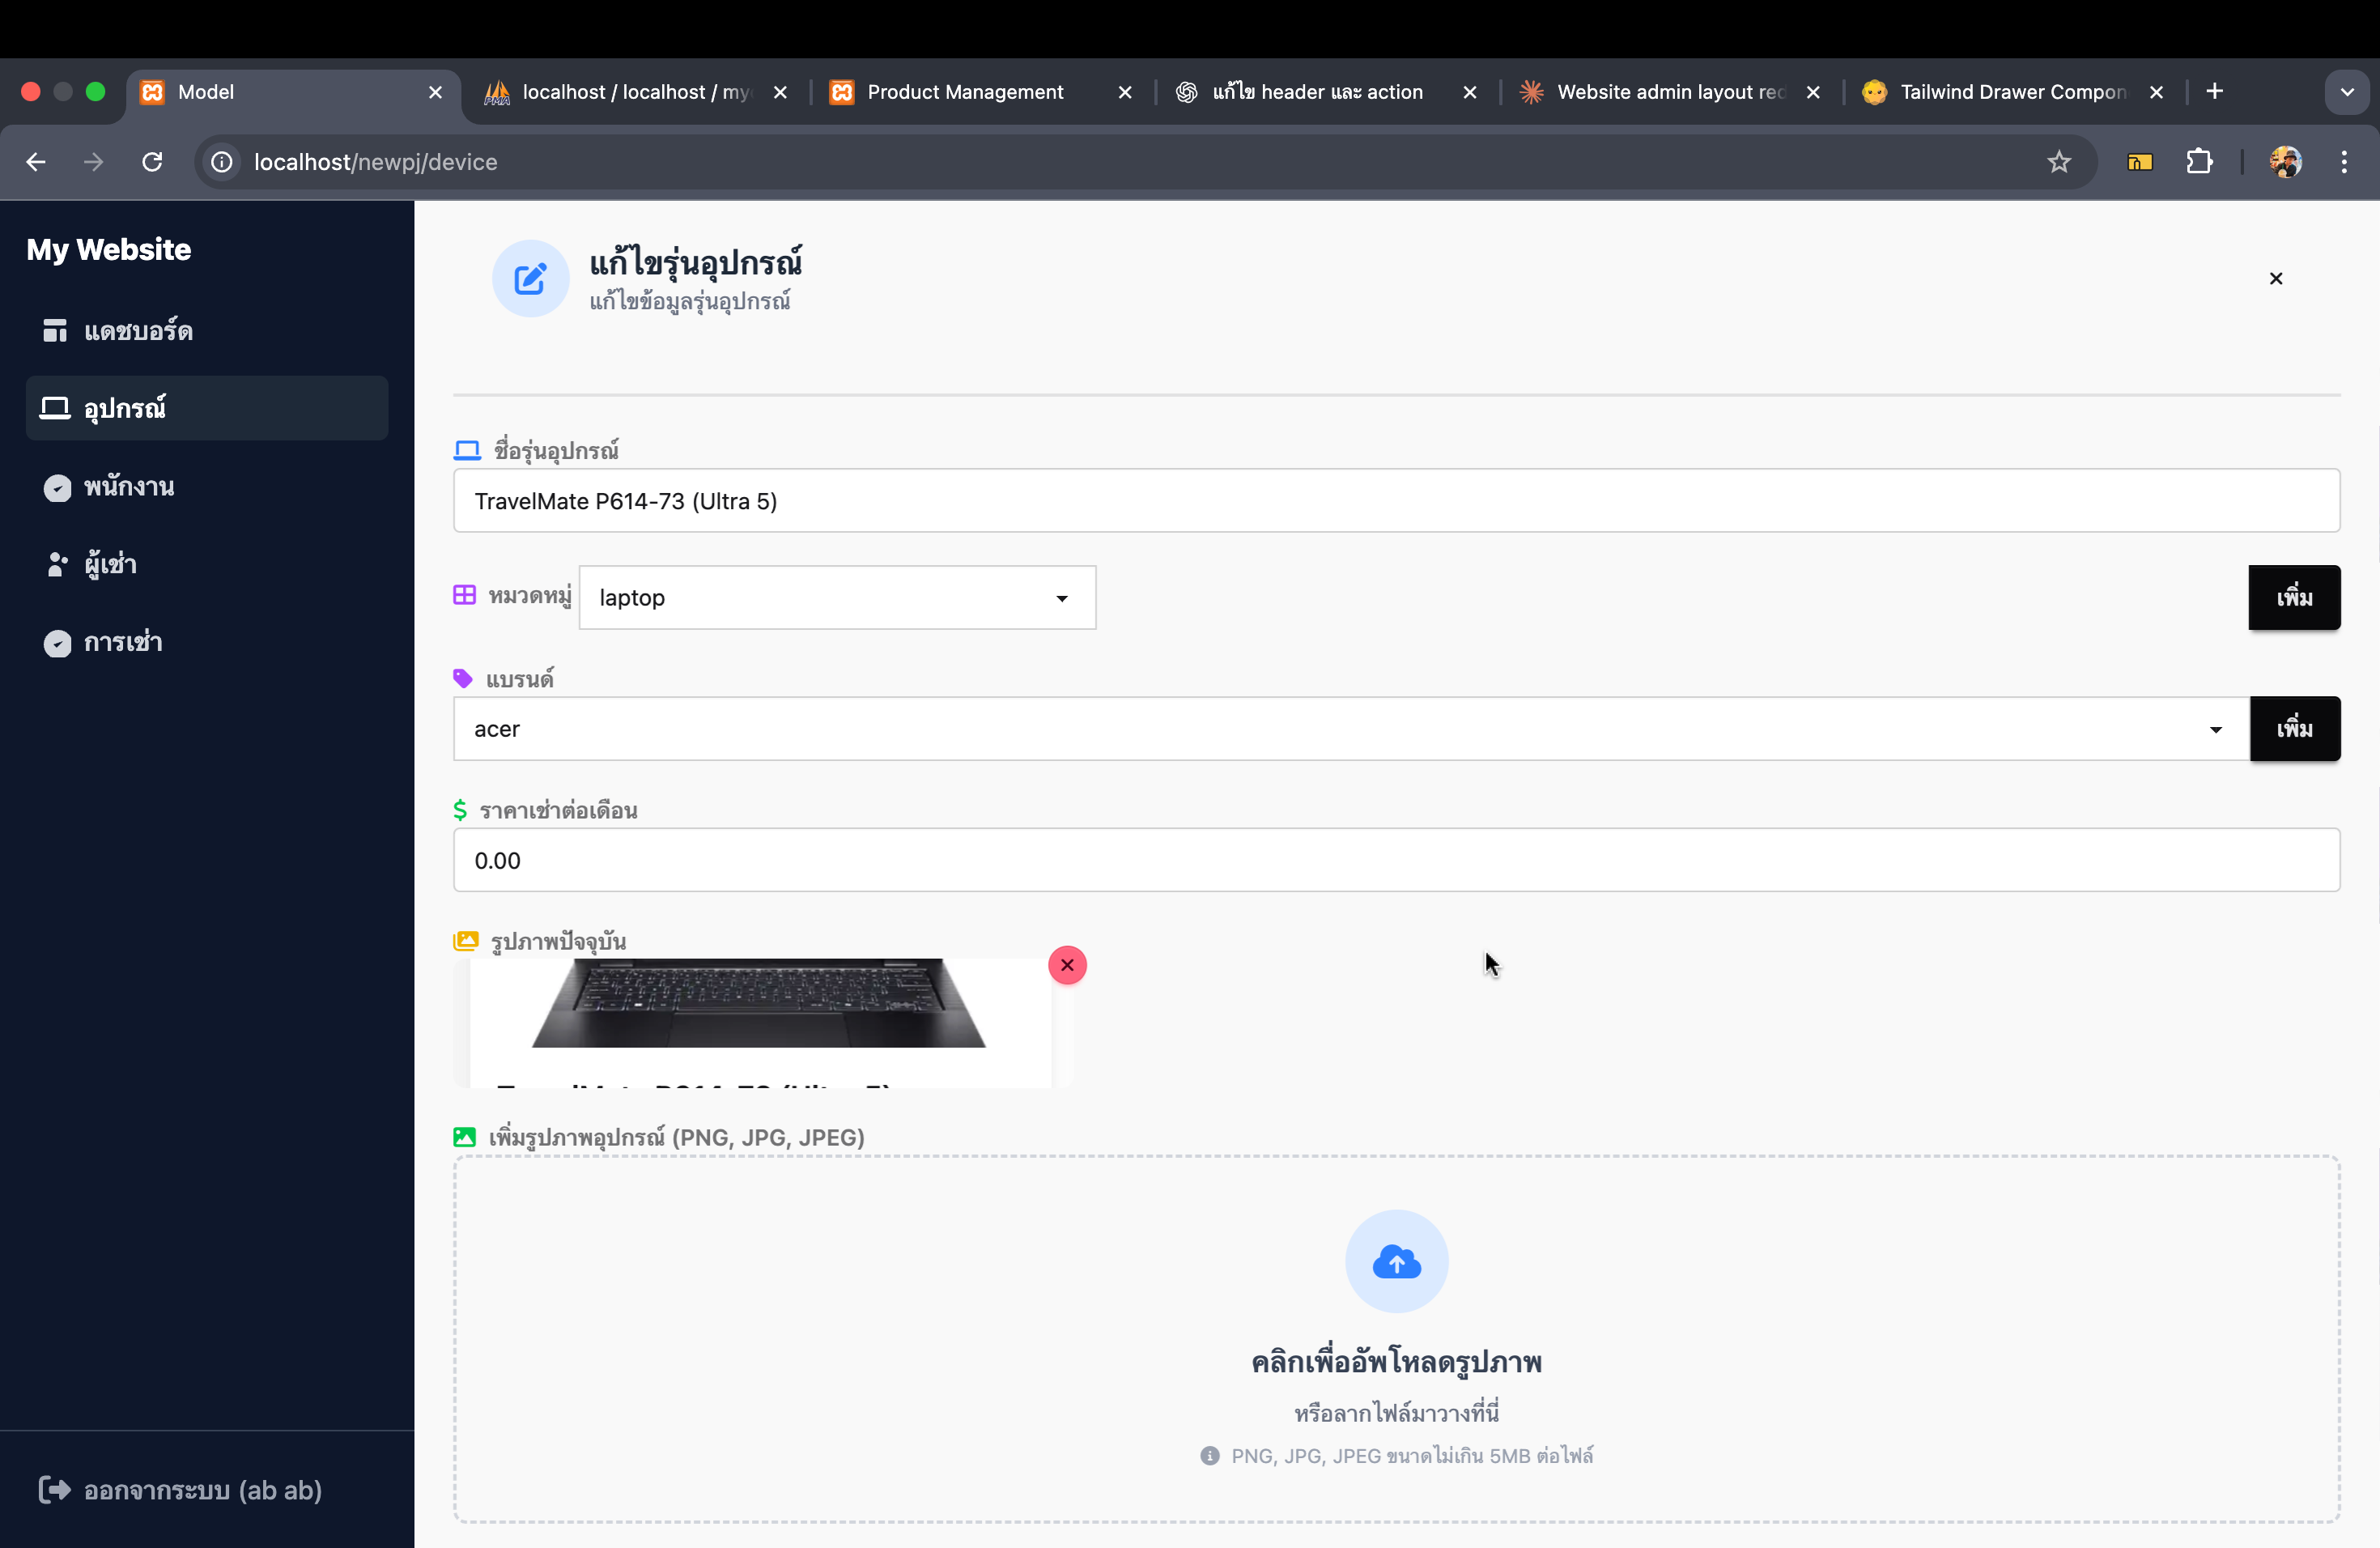 Model
localhost / localhost / my
Product Management
แก้ไข header และ action
Website admin layout red
Tailwind Drawer Compon
localhost/newpj/device
My Website
แดชบอร์ด
อุปกรณ์
พนักงาน
ผู้เช่า
การเช่า
ออกจากระบบ (ab ab)
แก้ไขรุ่นอุปกรณ์
แก้ไขข้อมูลรุ่นอุปกรณ์
ชื่อรุ่นอุปกรณ์
TravelMate P614-73 (Ultra 5)
หมวดหมู่ laptop เพิ่ม
แบรนด์
acer เพิ่ม
ราคาเช่าต่อเดือน
0.00
รูปภาพปัจจุบัน
เพิ่มรูปภาพอุปกรณ์ (PNG, JPG, JPEG)
คลิกเพื่ออัพโหลดรูปภาพ
หรือลากไฟล์มาวางที่นี่
PNG, JPG, JPEG ขนาดไม่เกิน 5MB ต่อไฟล์